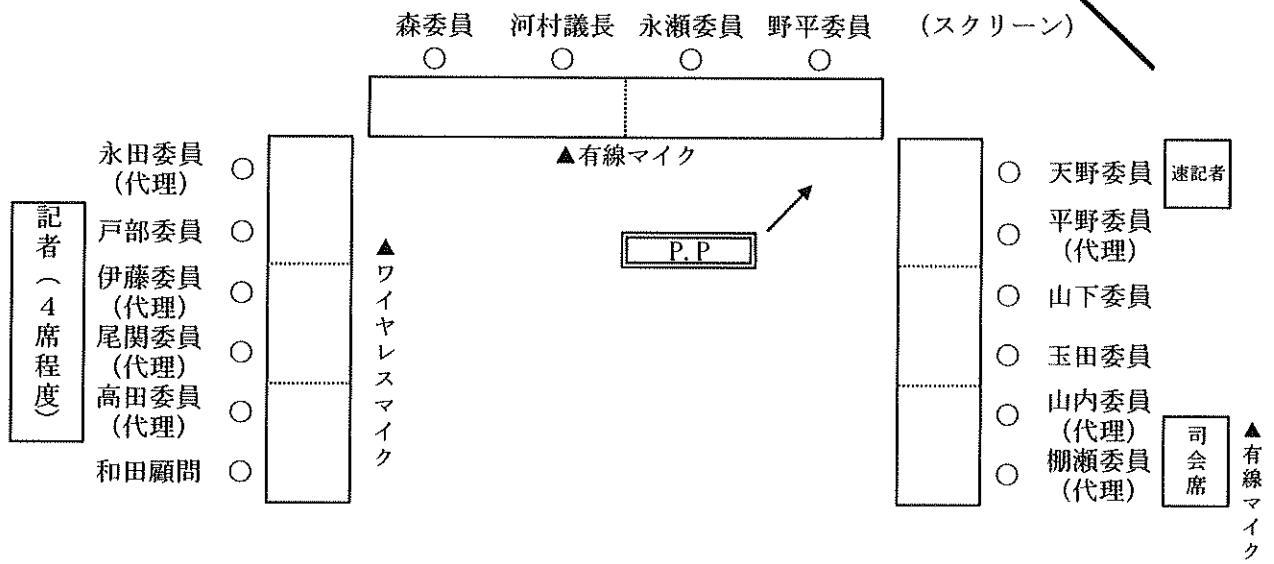 森委員 河村議長 永瀬委員 野平委員 (スクリーン)
▲有線マイク
永田委員
(代理)
戸部委員
伊藤委員
(代理)
尾関委員
(代理)
高田委員
(代理)
和田顧問
記者(4席程度)
▲ワイヤレスマイク
P.P
天野委員
平野委員
(代理)
山下委員
玉田委員
山内委員
(代理)
棚瀬委員
(代理)
速記者
司会席
▲有線マイク